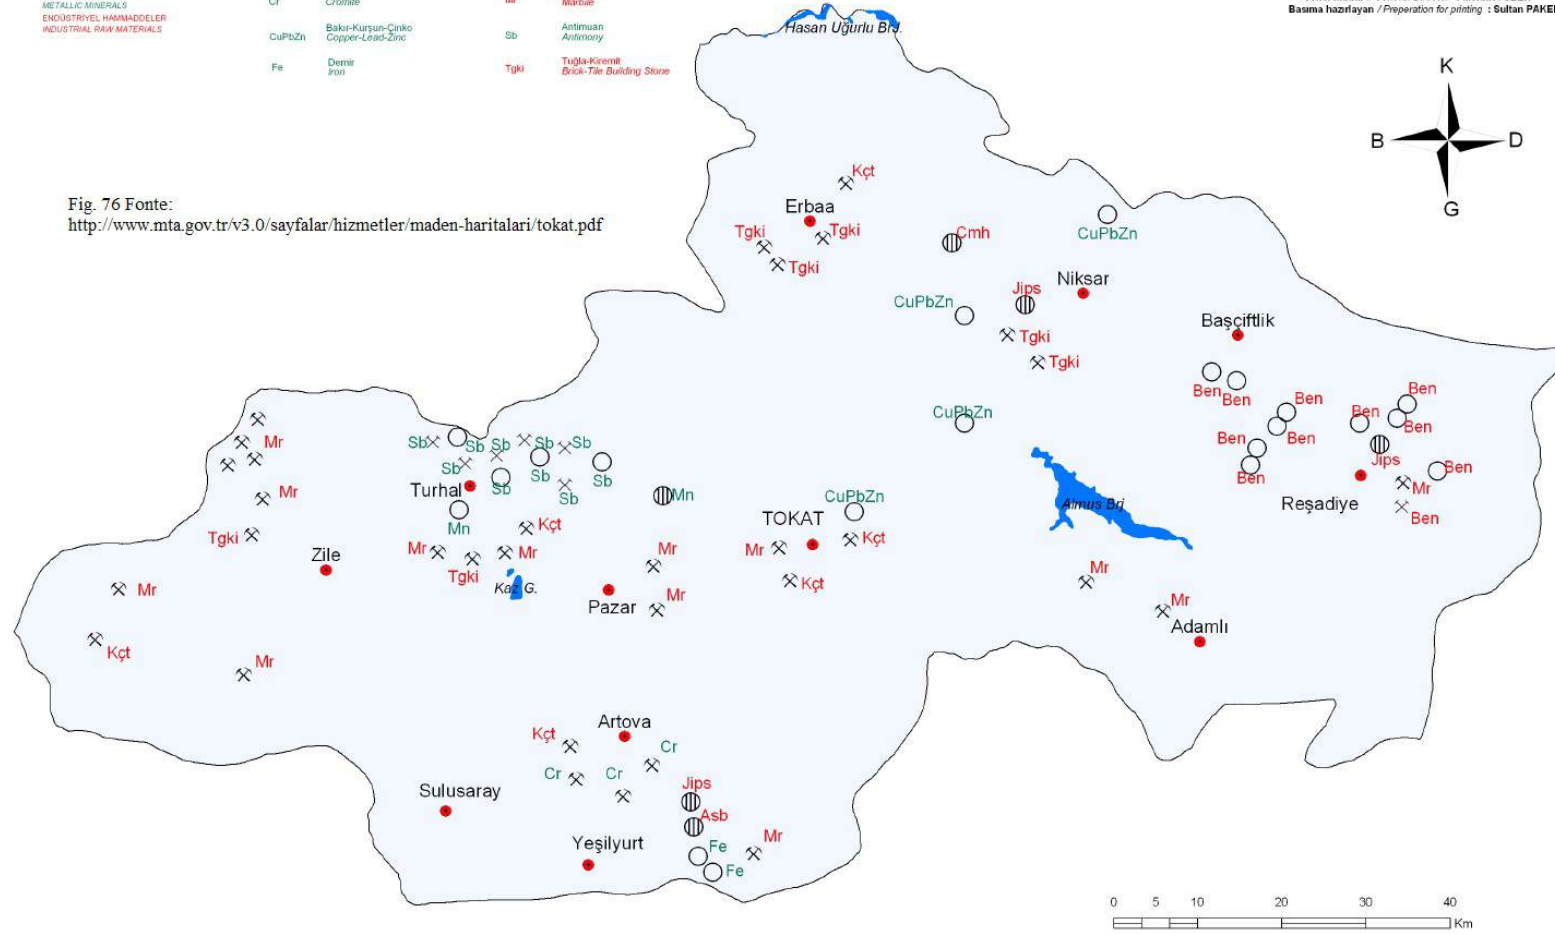 METALLIC MINERALS
ENDÜSTRİYEL HAMMADDELER
INDUSTRIAL RAW MATERIALS
Cr Cromite
Mr Marble
CuPbZn Bakır-Kurşun-Çinko
Copper-Lead-Zinc
Sb Antimuan
Antimony
Fe Demir
Iron
Tgki Tuğla-Kiremit
Brick-Tile Building Stone
Basıma hazırlayan / Preperation for printing : Sultan PAKE
Hasan Uğurlu Brj.
K
B D
G
Fig. 76 Fonte:
http://www.mta.gov.tr/v3.0/sayfalar/hizmetler/maden-haritalari/tokat.pdf
Kçt
Erbaa
Tgki Tgki
Tgki
Cmh
CuPbZn
Niksar
Jips
CuPbZn
Tgki
Tgki
Başçiftlik
Ben
Ben
Ben
Ben
Ben
Ben
Ben
Ben
Ben
Jips
Ben
Reşadiye
Mr
Ben
CuPbZn
Mr
Mr
Tgki
Sb
Sb
Sb
Sb
Sb
Sb
Sb
Sb
Sb
Sb
Turhal
Mn
Mn
Kçt
Mr
Mr
Tgki
Kaz G.
Zile
Mr
Kçt
Mr
Mr
Mr
Pazar
TOKAT
CuPbZn
Kçt
Mr
Kçt
Almus Brj
Mr
Mr
Adamlı
Artova
Kçt
Cr
Cr
Cr
Sulusaray
Jips
Asb
Yeşilyurt
Fe
Fe
Mr
0 5 10 20 30 40
Km